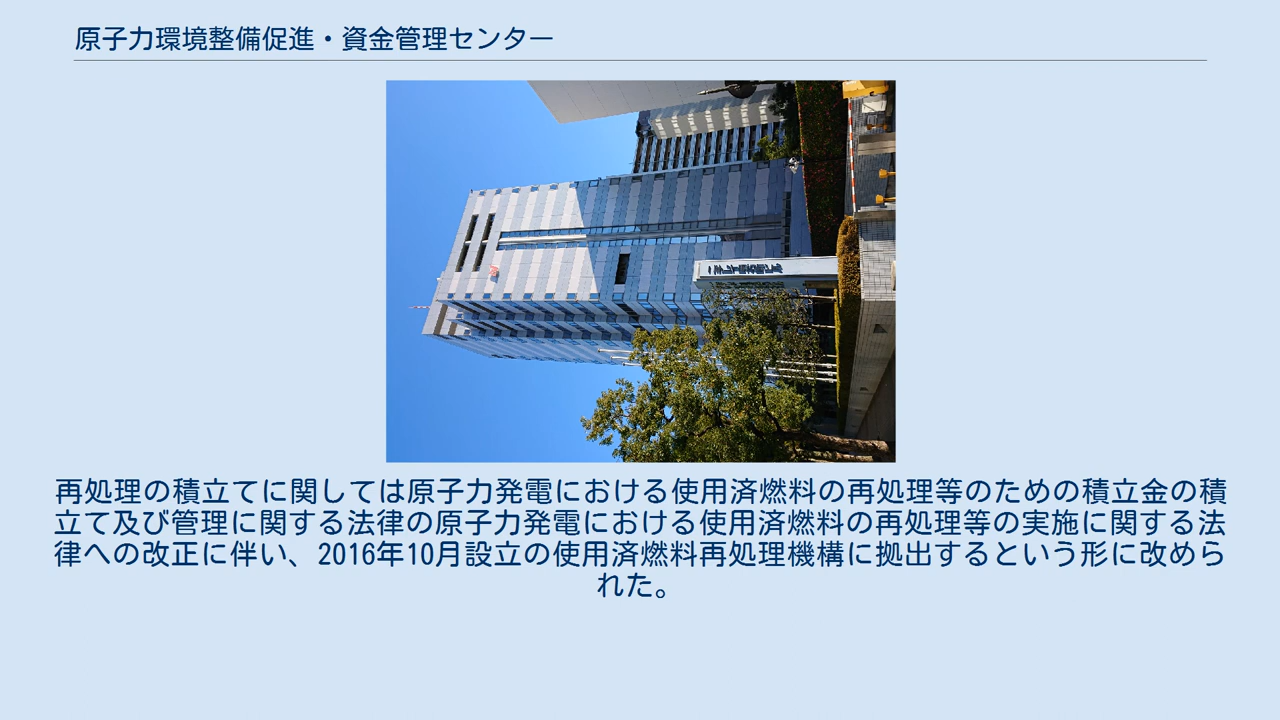 原子力環境整備促進・資金管理センター
再処理の積立てに関しては原子力発電における使用済燃料の再処理等のための積立金の積
立て及び管理に関する法律の原子力発電における使用済燃料の再処理等の実施に関する法
律への改正に伴い、2016年10月設立の使用済燃料再処理機構に拠出するという形に改めら
れた。